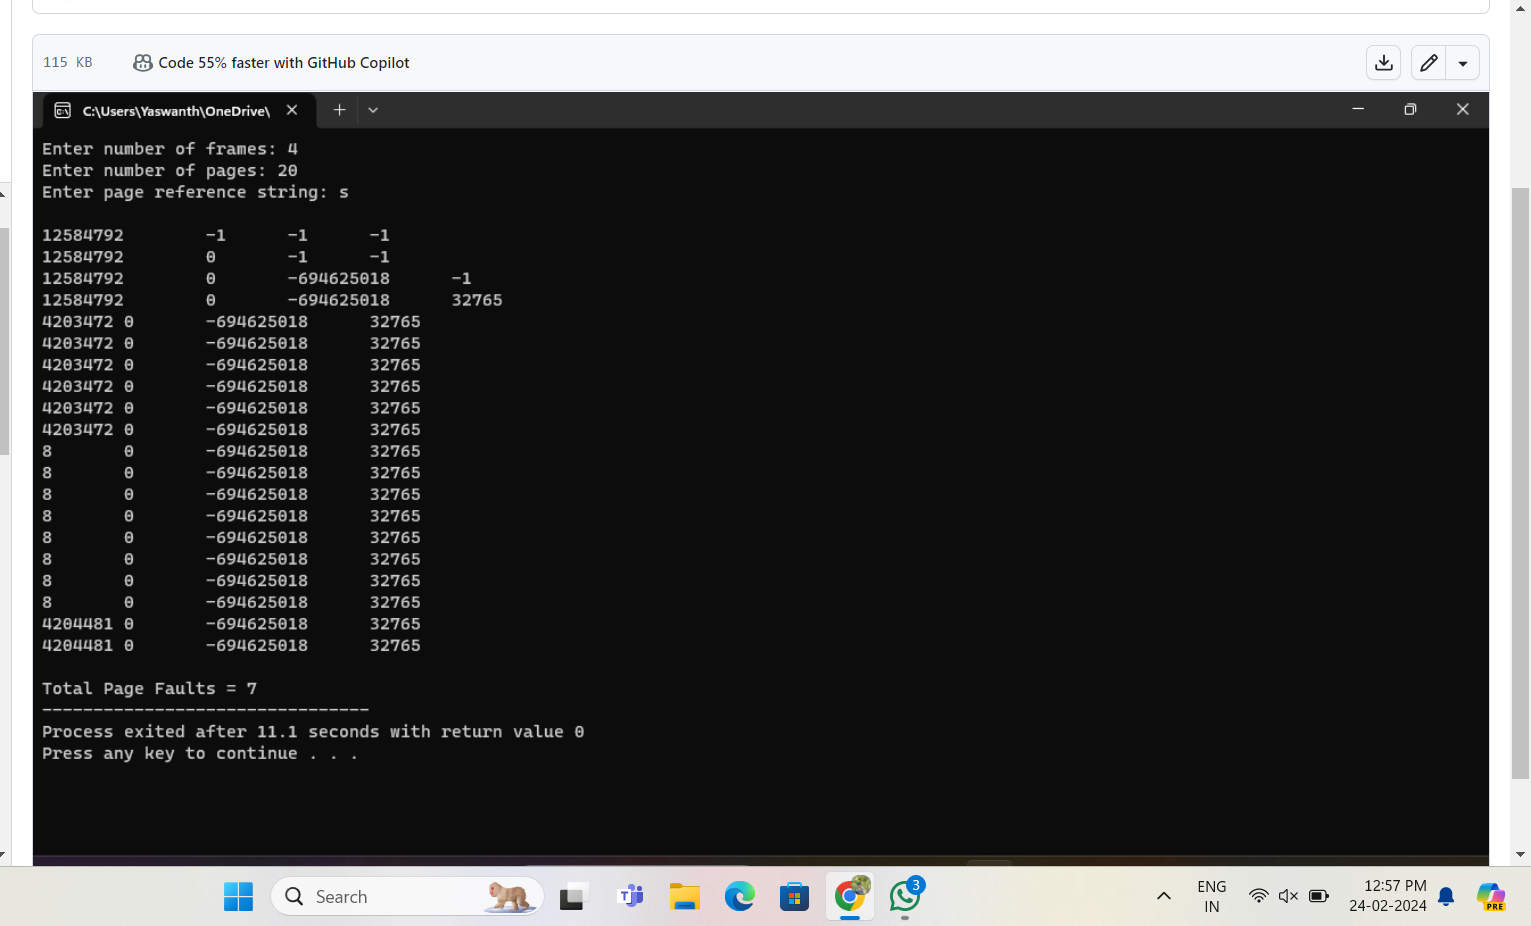 115 KB Code 55% faster with GitHub Copilot
C:\Users\Yaswanth\OneDrive\
Enter number of frames: 4
Enter number of pages: 20
Enter page reference string: s
12584792 -1 -1 -1
12584792 0 -1 -1
12584792 0 -694625018 -1
12584792 0 -694625018 32765
4203472 0 -694625018 32765
4203472 0 -694625018 32765
4203472 0 -694625018 32765
4203472 0 -694625018 32765
4203472 0 -694625018 32765
4203472 0 -694625018 32765
8 0 -694625018 32765
8 0 -694625018 32765
8 0 -694625018 32765
8 0 -694625018 32765
8 0 -694625018 32765
8 0 -694625018 32765
8 0 -694625018 32765
8 0 -694625018 32765
4204481 0 -694625018 32765
4204481 0 -694625018 32765
Total Page Faults = 7
--------------------------------
Process exited after 11.1 seconds with return value 0
Press any key to continue . . .
Search
T
3
ENG
IN
12:57 PM
24-02-2024
PRE